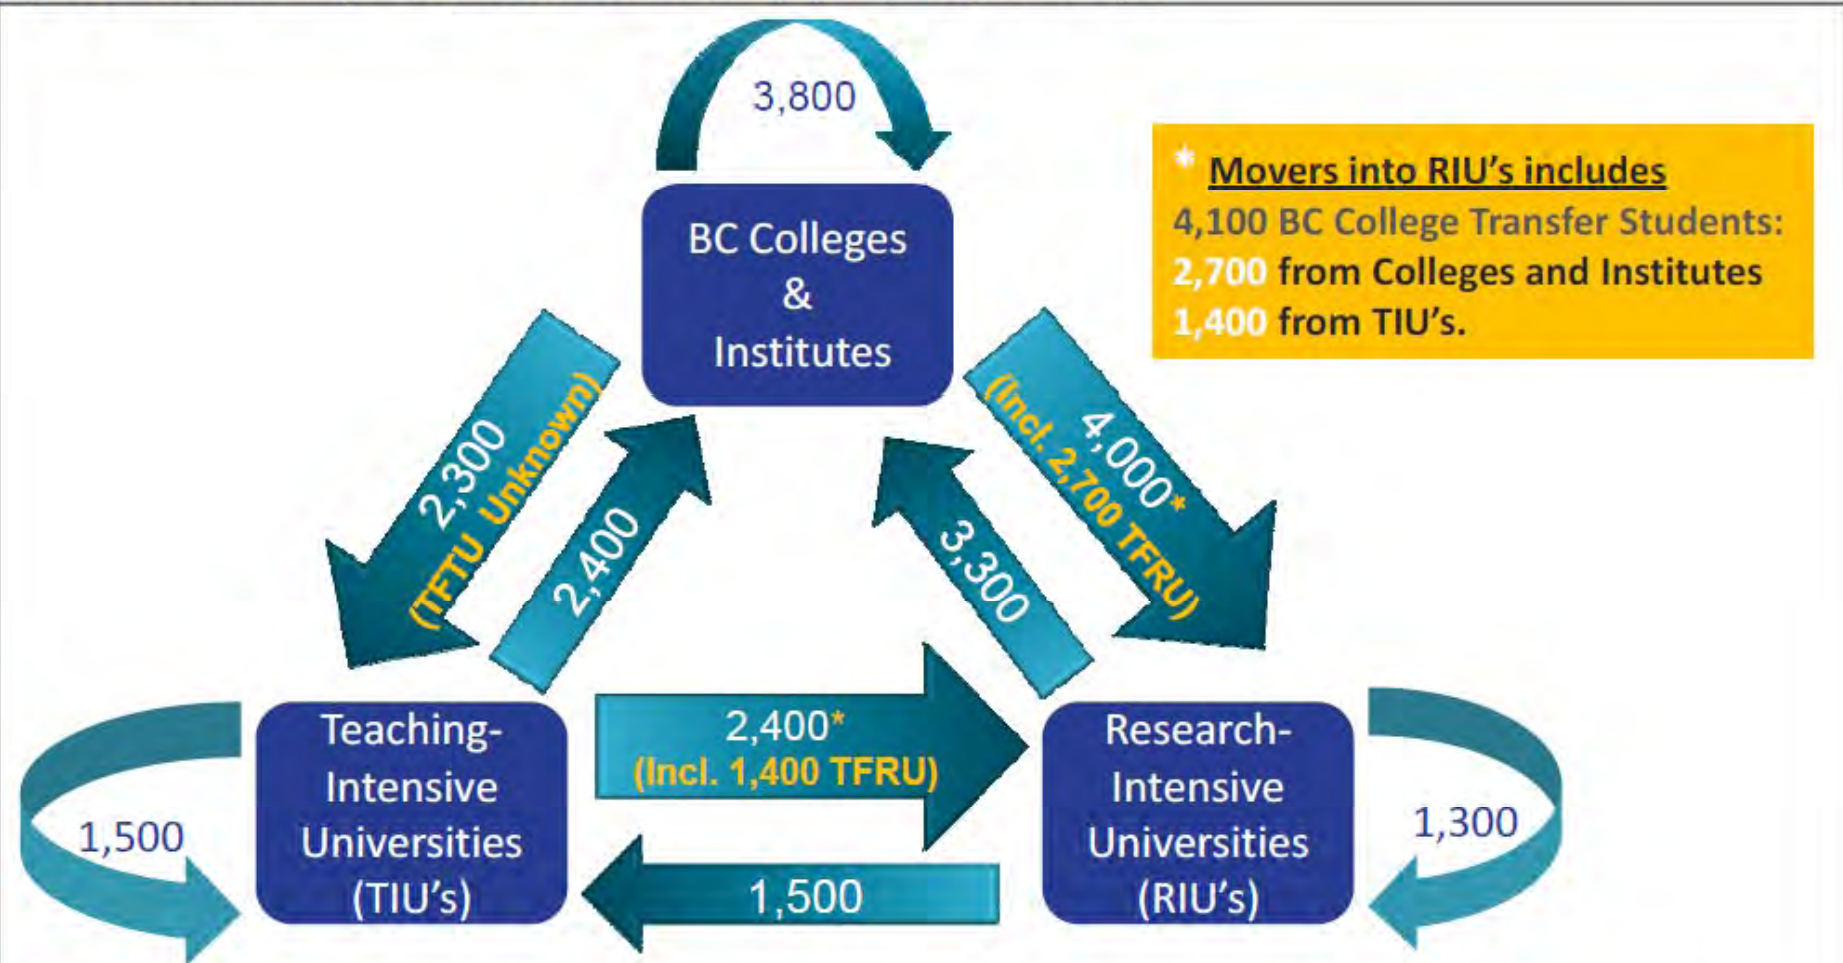 3,800
* Movers into RIU's includes
4,100 BC College Transfer Students:
2,700 from Colleges and Institutes
1,400 from TIU's.
BC Colleges
&
Institutes
2,300
(TFTU Unknown)
2,400
4,000*
(Incl. 2,700 TFRU)
3,300
Teaching-
Intensive
Universities
(TIU's)
1,500
2,400*
(Incl. 1,400 TFRU)
1,500
Research-
Intensive
Universities
(RIU's)
1,300